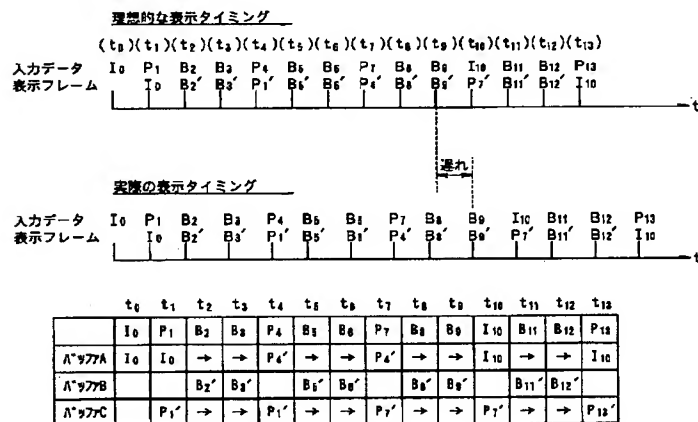 理想的な表示タイミング
(t0)(t1)(t2)(t3)(t4)(t5)(t6)(t7)(t8)(t9)(t10)(t11)(t12)(t13)
入力データ I0 P1 B2 B3 P4 B5 B6 P7 B8 B9 I10 B11 B12 P13
表示フレーム I0 B2′ B3′ P1′ B5′ B6′ P4′ B8′ B9′ P7′ B11′ B12′ I10
t
遅れ
実際の表示タイミング
入力データ I0 P1 B2 B3 P4 B5 B6 P7 B8 B9 I10 B11 B12 P13
表示フレーム I0 B2′ B3′ P1′ B5′ B6′ P4′ B8′ B9′ P7′ B11′ B12′ I10
t
t0 t1 t2 t3 t4 t5 t6 t7 t8 t9 t10 t11 t12 t13
I0 P1 B2 B3 P4 B5 B6 P7 B8 B9 I10 B11 B12 P13
バッファA I0 I0 → → P4′ → → P4′ → → I10 → → I10
バッファB B2′ B3′ B5′ B6′ B8′ B9′ B11′ B12′
バッファC P1′ → → P1′ → → P7′ → → P7′ → → P13′